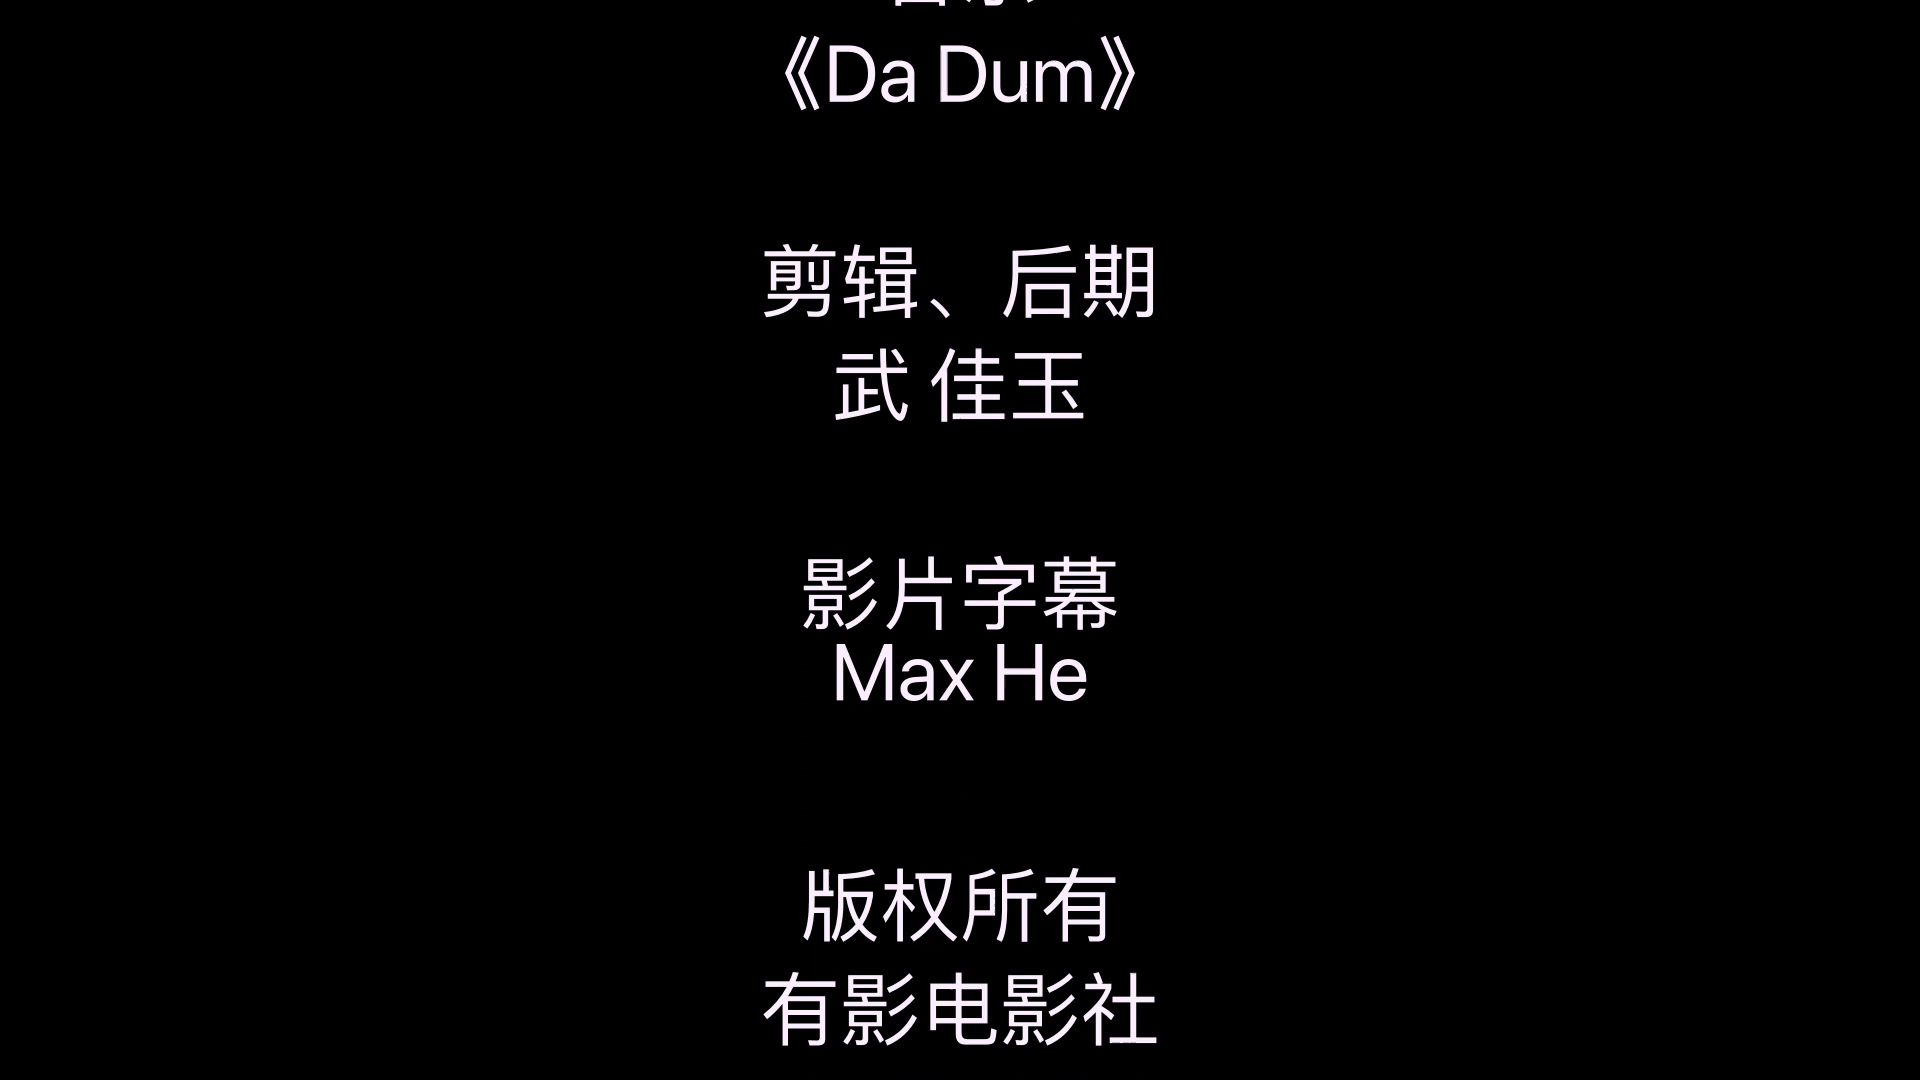 《Da Dum》
剪辑、后期
武 佳玉
影片字幕
Max He
版权所有
有影电影社